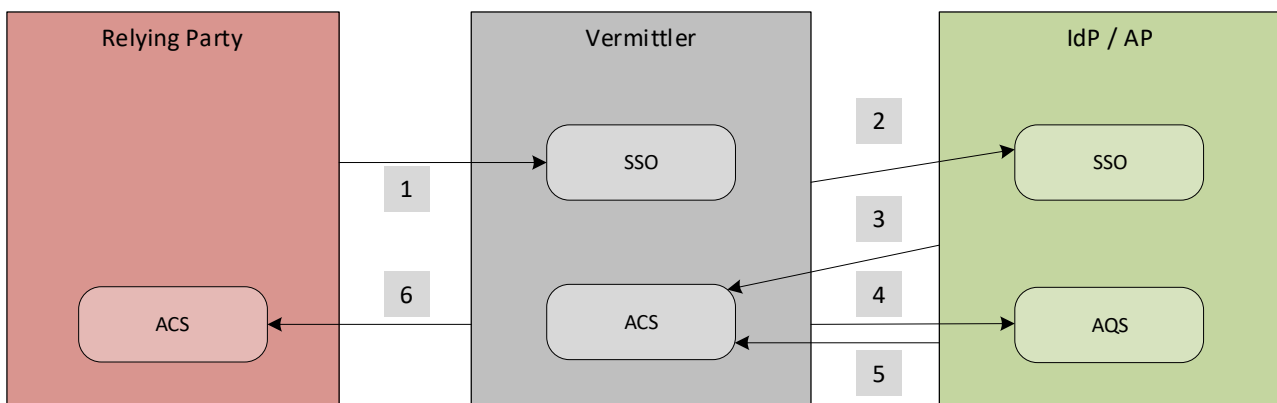 Relying Party
Vermittler
IdP / AP
2
SSO
SSO
1
3
6
4
ACS
ACS
AQS
5